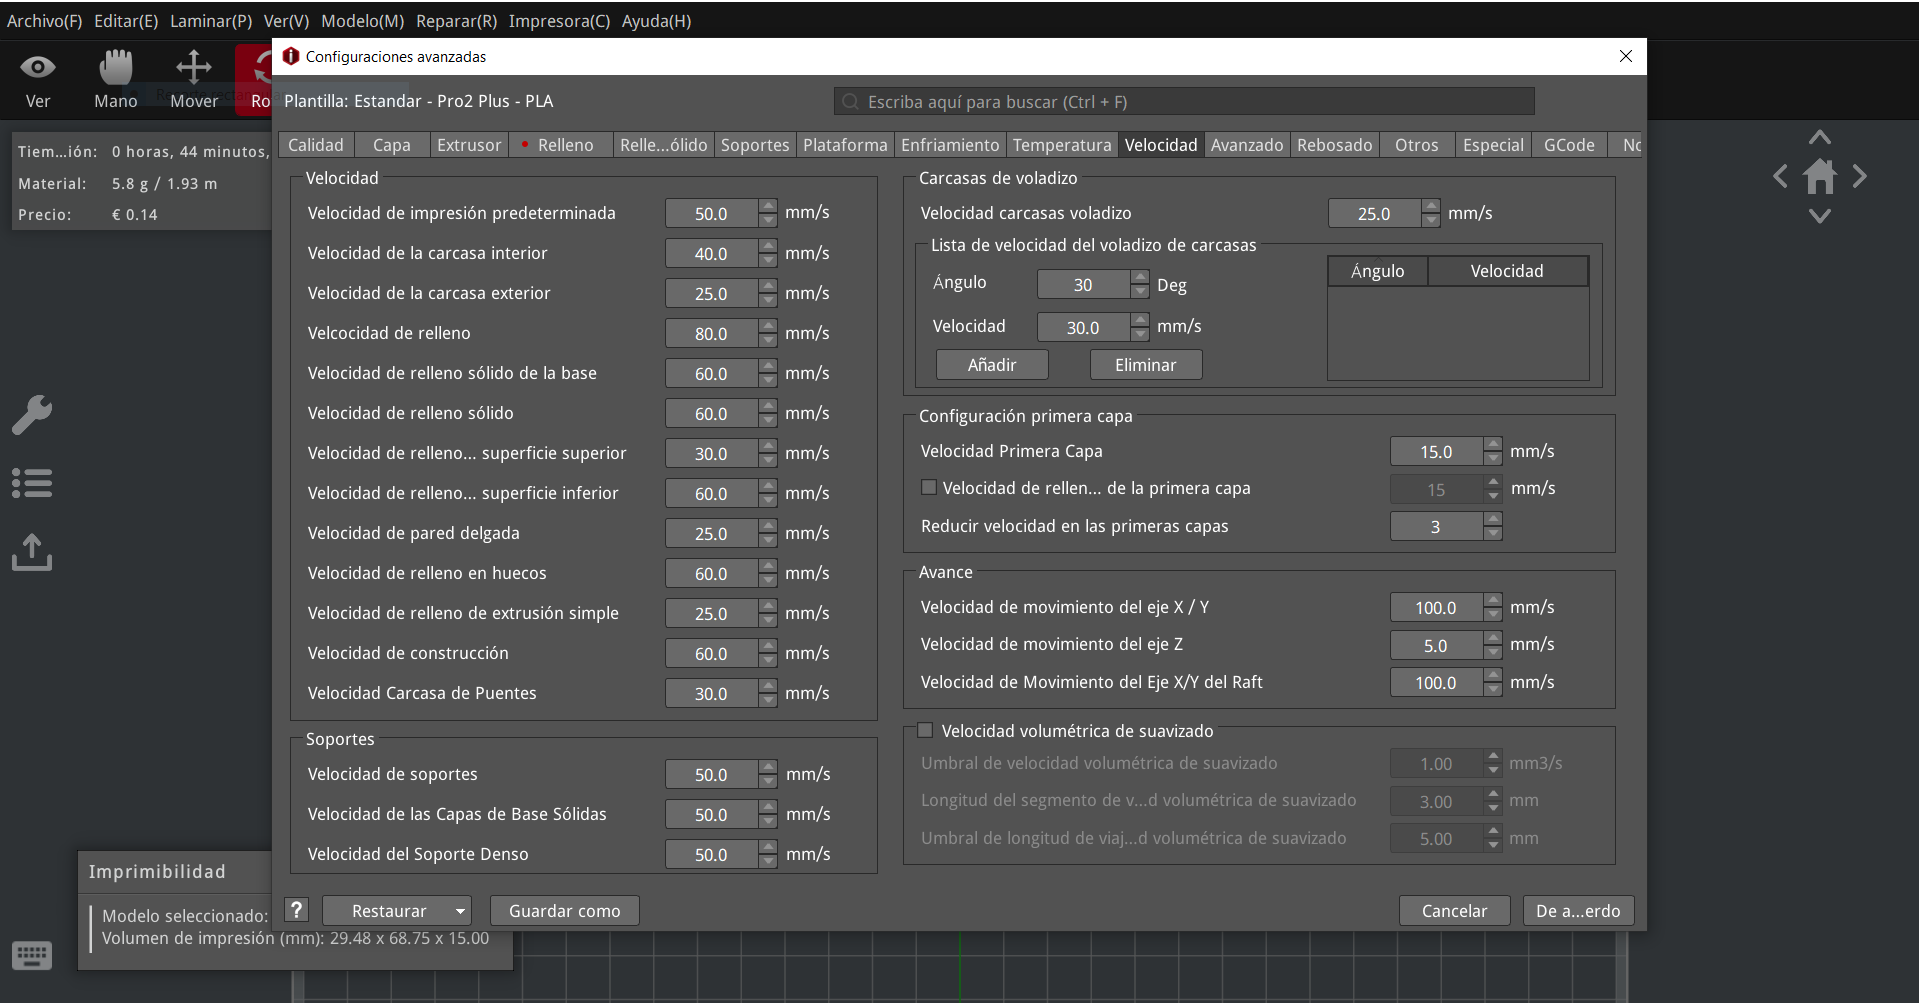 Archivo(F) Editar(E) Laminar(P) Ver(V) Modelo(M) Reparar(R) Impresora(C) Ayuda(H)
Configuraciones avanzadas
Ver Mano Mover Ro
Plantilla: Estandar - Pro2 Plus - PLA
Escriba aquí para buscar (Ctrl + F)
Calidad Capa Extrusor Relleno Relle...ólido Soportes Plataforma Enfriamiento Temperatura Velocidad Avanzado Rebosado Otros Especial GCode No
Tiem...ión: 0 horas, 44 minutos,
Material: 5.8 g / 1.93 m
Precio: € 0.14
Velocidad
Velocidad de impresión predeterminada 50.0 mm/s
Velocidad de la carcasa interior 40.0 mm/s
Velocidad de la carcasa exterior 25.0 mm/s
Velcocidad de relleno 80.0 mm/s
Velocidad de relleno sólido de la base 60.0 mm/s
Velocidad de relleno sólido 60.0 mm/s
Velocidad de relleno... superficie superior 30.0 mm/s
Velocidad de relleno... superficie inferior 60.0 mm/s
Velocidad de pared delgada 25.0 mm/s
Velocidad de relleno en huecos 60.0 mm/s
Velocidad de relleno de extrusión simple 25.0 mm/s
Velocidad de construcción 60.0 mm/s
Velocidad Carcasa de Puentes 30.0 mm/s
Soportes
Velocidad de soportes 50.0 mm/s
Velocidad de las Capas de Base Sólidas 50.0 mm/s
Velocidad del Soporte Denso 50.0 mm/s
Carcasas de voladizo
Velocidad carcasas voladizo 25.0 mm/s
Lista de velocidad del voladizo de carcasas
Ángulo 30 Deg
Velocidad 30.0 mm/s
Añadir Eliminar
Ángulo Velocidad
Configuración primera capa
Velocidad Primera Capa 15.0 mm/s
Velocidad de rellen... de la primera capa 15 mm/s
Reducir velocidad en las primeras capas 3
Avance
Velocidad de movimiento del eje X / Y 100.0 mm/s
Velocidad de movimiento del eje Z 5.0 mm/s
Velocidad de Movimiento del Eje X/Y del Raft 100.0 mm/s
Velocidad volumétrica de suavizado
Umbral de velocidad volumétrica de suavizado 1.00 mm3/s
Longitud del segmento de v...d volumétrica de suavizado 3.00 mm
Umbral de longitud de viaj...d volumétrica de suavizado 5.00 mm
? Restaurar Guardar como Cancelar De a...erdo
Imprimibilidad
Modelo seleccionado:
Volumen de impresión (mm): 29.48 x 68.75 x 15.00